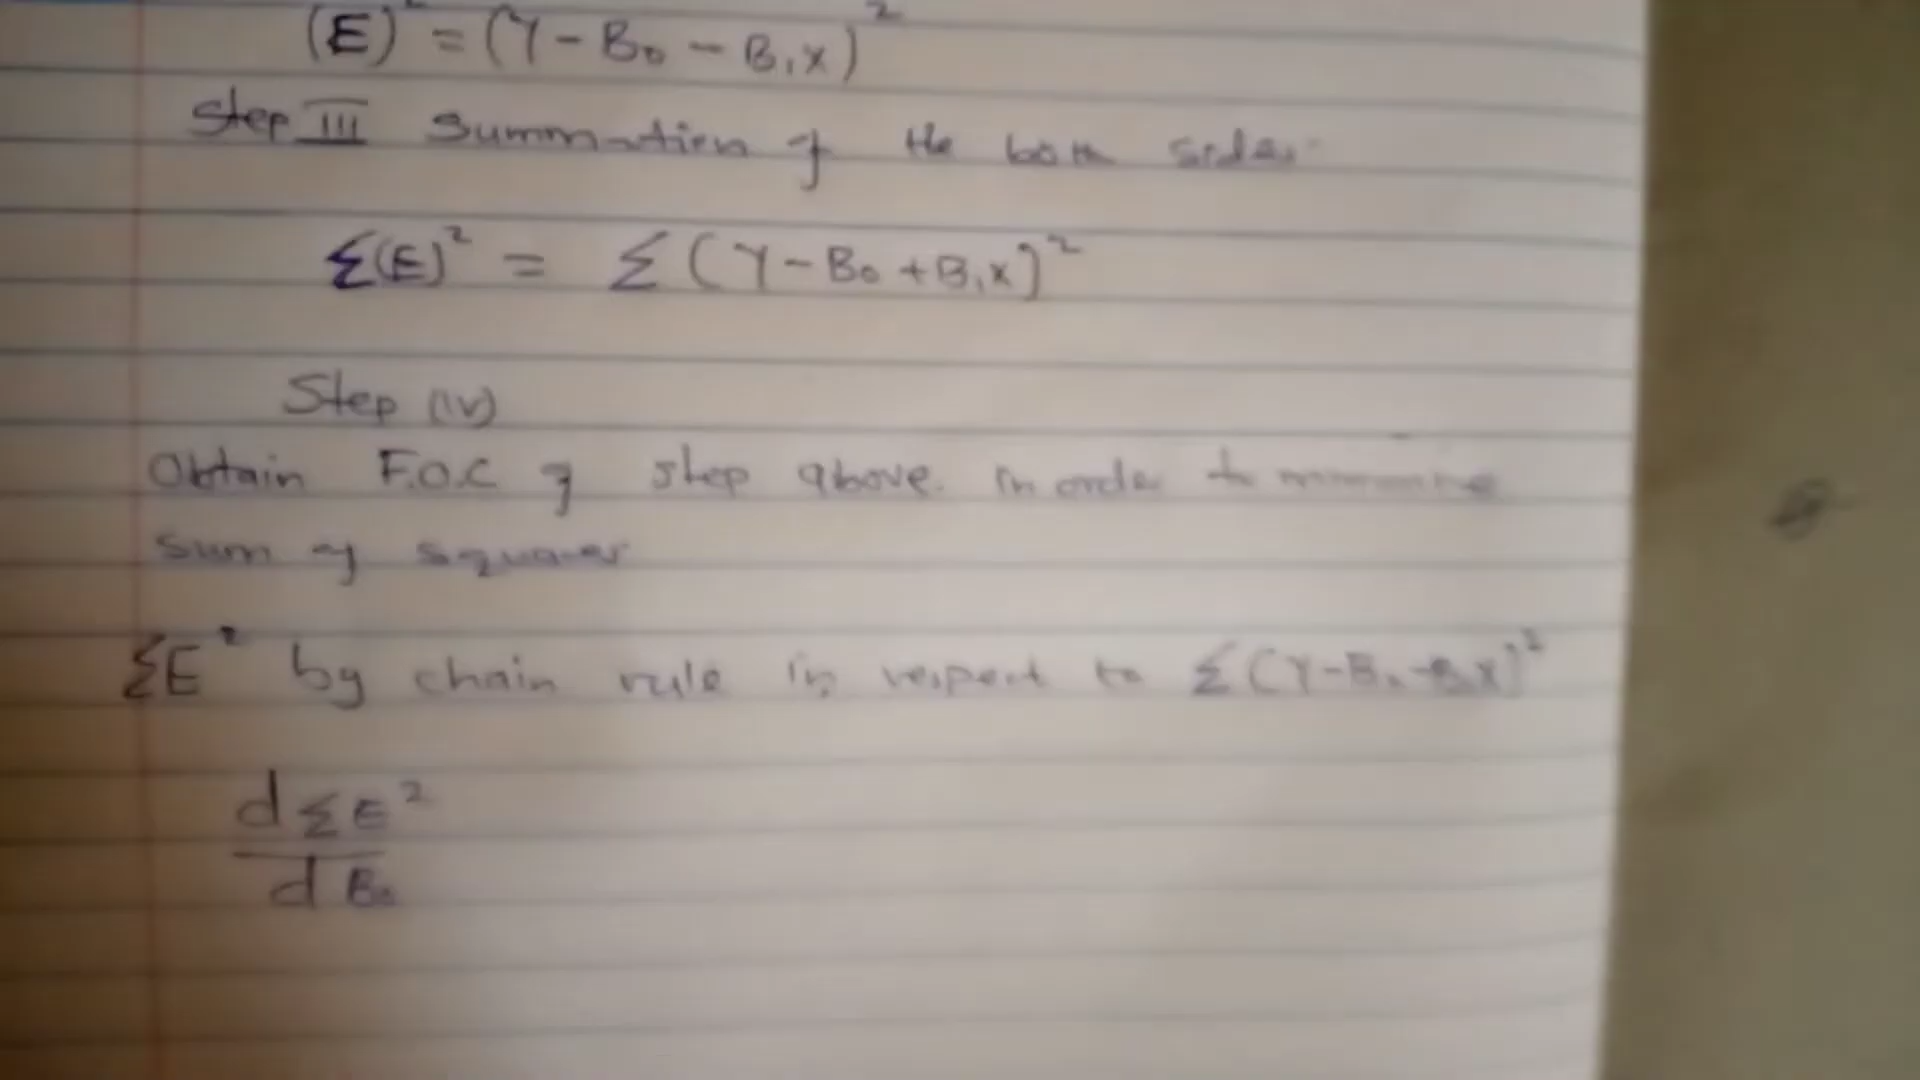 (E)² = (Y - B₀ - B₁x)²
Step III Summation of the both sides.
Σ(E)² = Σ(Y - B₀ + B₁x)²
Step (IV)
Obtain F.O.C of step above. in order to minimize
sum of squares
ΣE² by chain rule in respect to Σ(Y - B₀ - B₁x)²
dΣE²
d B₀